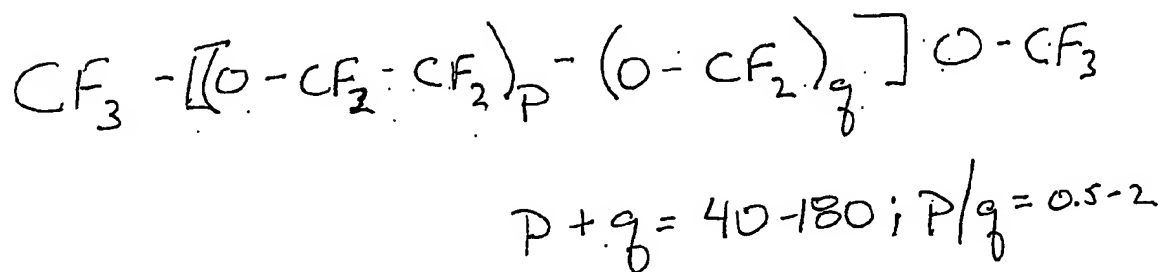 CF₃ -[(O-CF₂-CF₂)p-(O-CF₂)q] O-CF₃
P+q = 40-180; P/q = 0.5-2